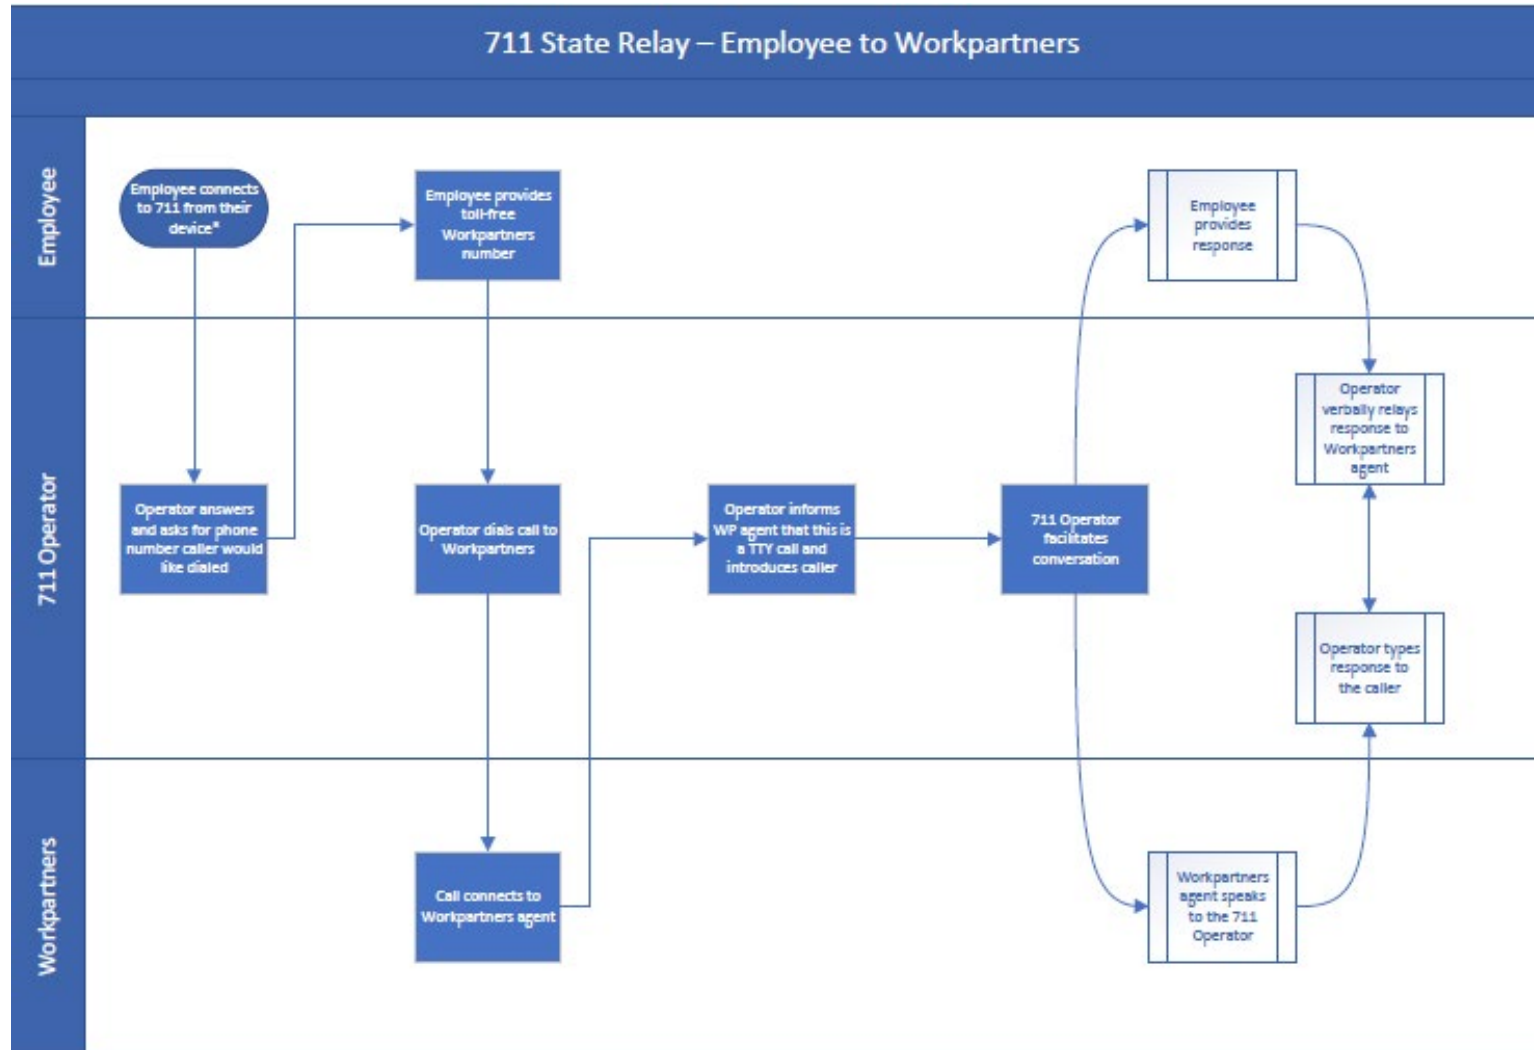 711 State Relay – Employee to Workpartners
Employee
Employee connects
to 711 from their
device*
Employee provides
toll-free
Workpartners
number
Employee
provides
response
711 Operator
Operator answers
and asks for phone
number caller would
like dialed
Operator dials call to
Workpartners
Operator informs
WP agent that this is
a TTY call and
introduces caller
711 Operator
facilitates
conversation
Operator
verbally relays
response to
Workpartners
agent
Operator types
response to
the caller
Workpartners
Call connects to
Workpartners agent
Workpartners
agent speaks
to the 711
Operator